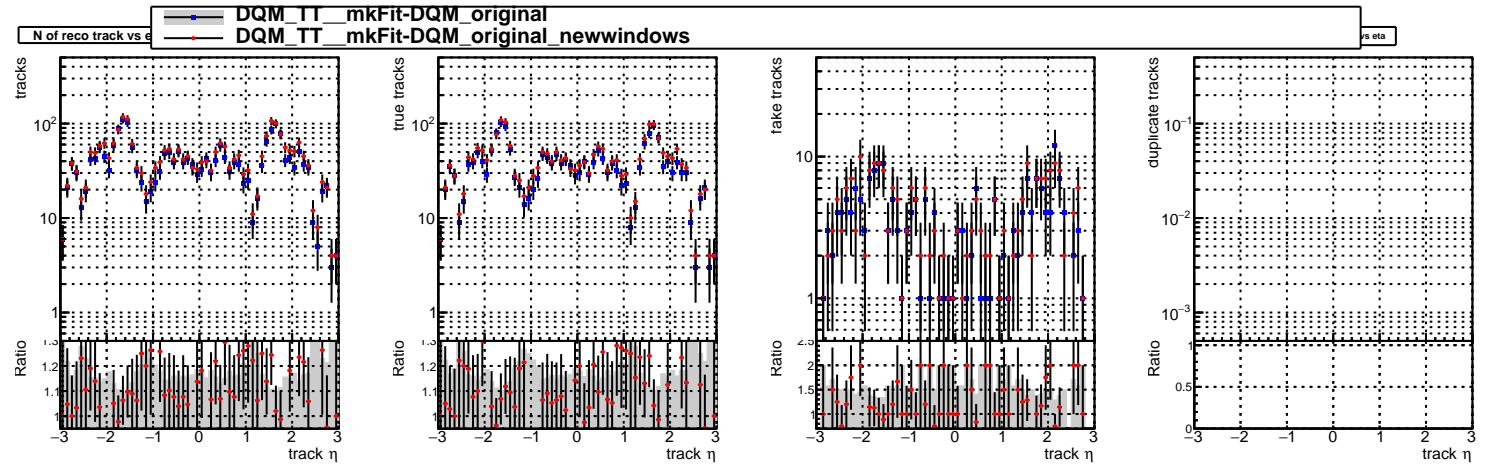 DQM_TT__mkFit-DQM_original
DQM_TT__mkFit-DQM_original_newwindows
N of reco track vs e
vs eta
tracks
10²
10
1
Ratio
1.3
1.2
1.1
1
−3 −2 −1 0 1 2 3
track η
true tracks
10²
10
1
Ratio
1.3
1.2
1.1
1
−3 −2 −1 0 1 2 3
track η
fake tracks
10
1
Ratio
2.5
2
1.5
1
−3 −2 −1 0 1 2 3
track η
duplicate tracks
10⁻¹
10⁻²
10⁻³
Ratio
1
0.5
0
−3 −2 −1 0 1 2 3
track η